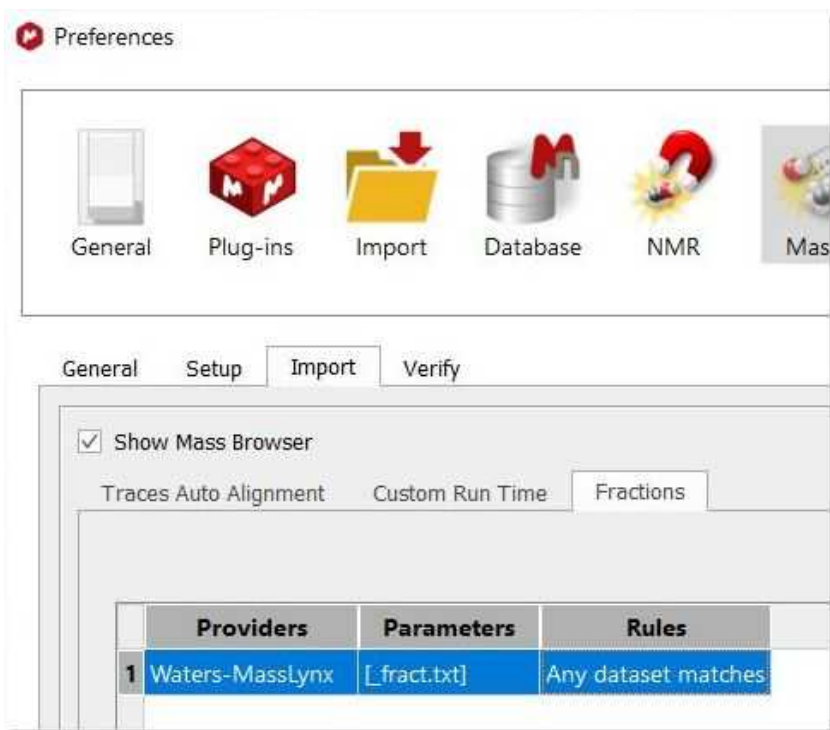 Preferences
General Plug-ins Import Database NMR Mas
General Setup Import Verify
Show Mass Browser
Traces Auto Alignment Custom Run Time Fractions
Providers Parameters Rules
1 Waters-MassLynx [_fract.txt] Any dataset matches